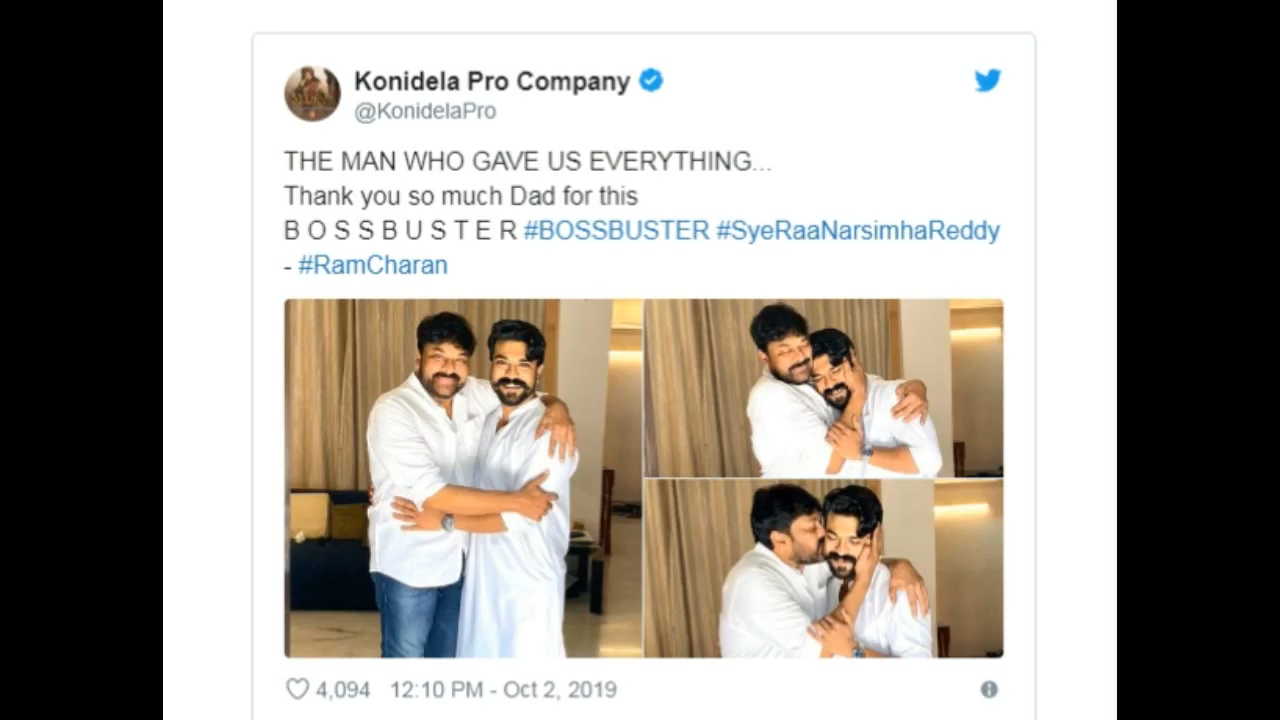 Konidela Pro Company
@KonidelaPro
THE MAN WHO GAVE US EVERYTHING...
Thank you so much Dad for this
B O S S B U S T E R #BOSSBUSTER #SyeRaaNarsimhaReddy
- #RamCharan
4,094 12:10 PM - Oct 2, 2019